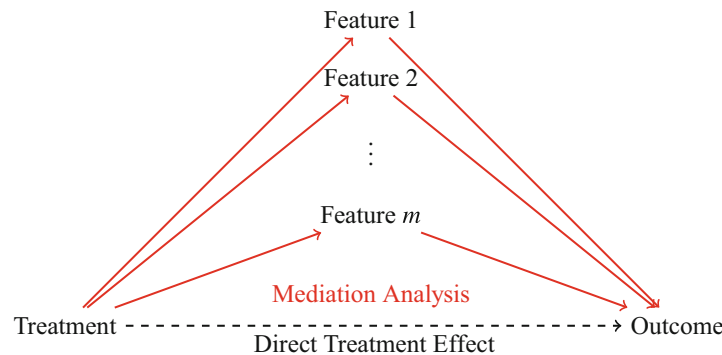 Feature 1
Feature 2
⋮
Feature m
Mediation Analysis
Treatment
Outcome
Direct Treatment Effect